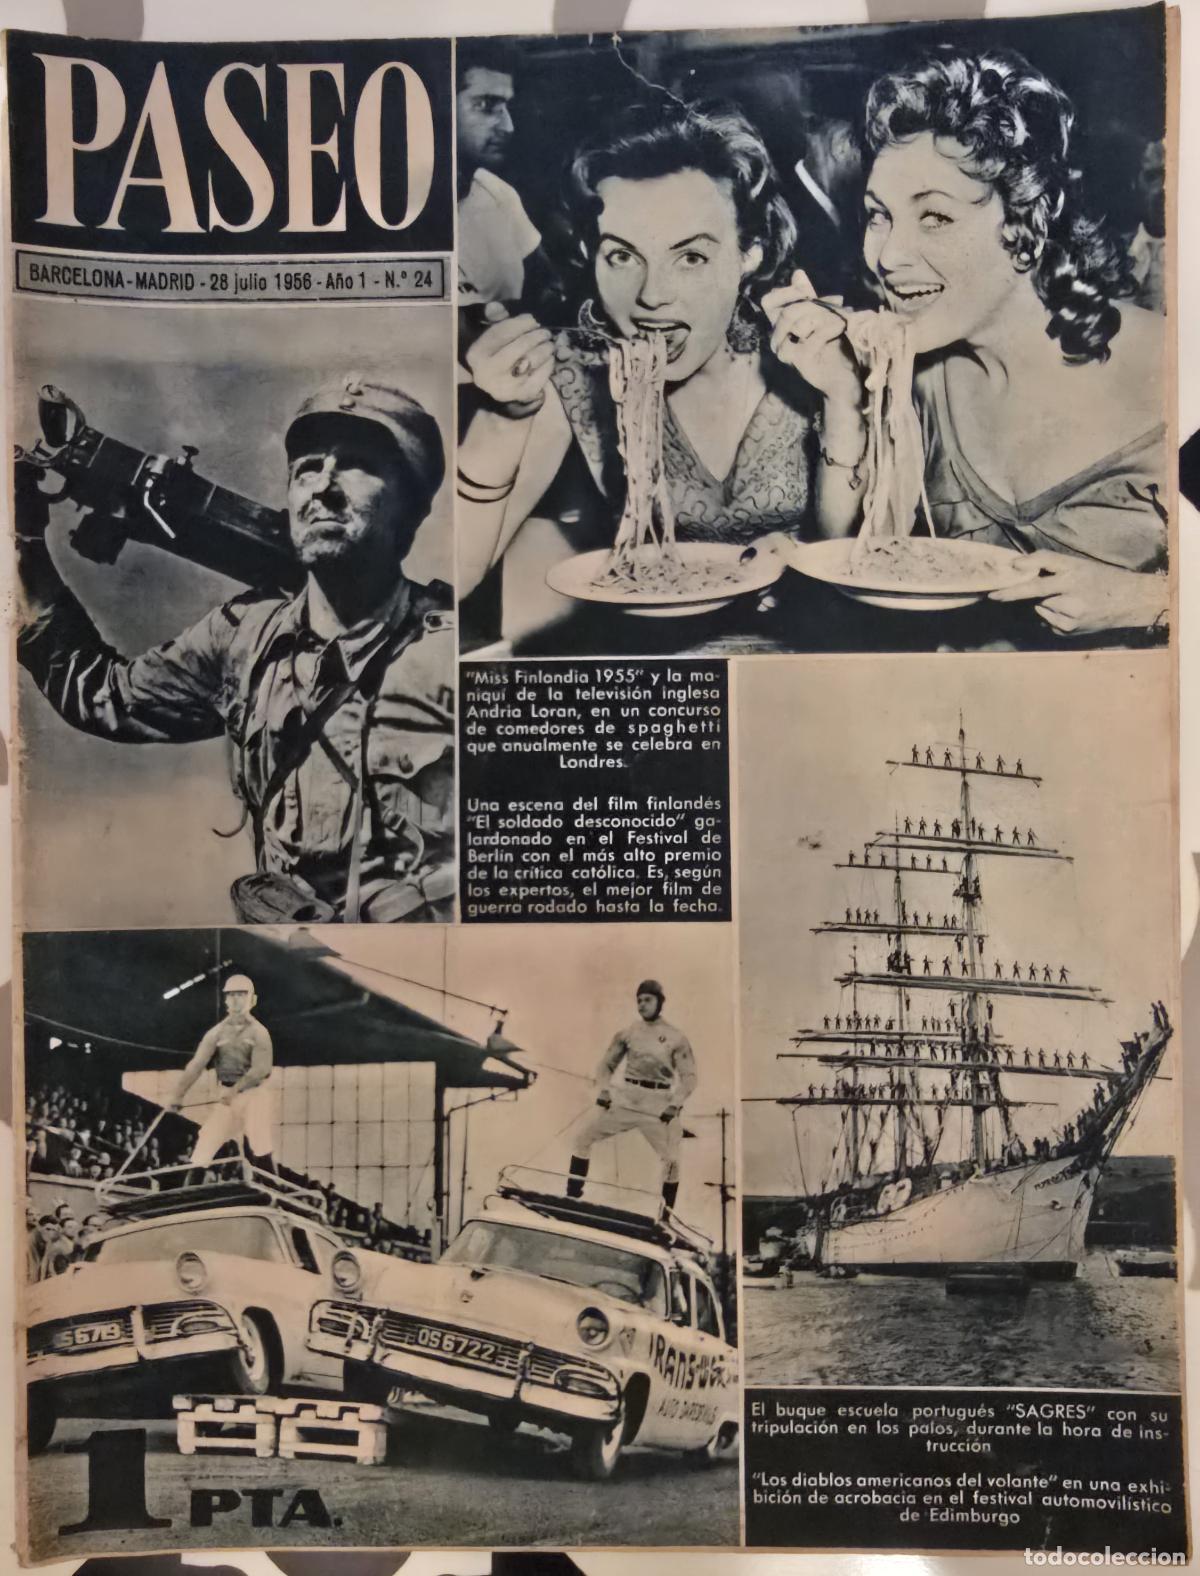 PASEO
BARCELONA - MADRID - 28 julio 1956 - Año 1 - N.º 24
"Miss Finlandia 1955" y la ma-
niquí de la televisión inglesa
Andria Loran, en un concurso
de comedores de spaghetti
que anualmente se celebra en
Londres.
Una escena del film finlandés
"El soldado desconocido" ga-
lardonado en el Festival de
Berlín con el más alto premio
de la crítica católica. Es, según
los expertos, el mejor film de
guerra rodado hasta la fecha.
S6719
OS6722
AUTO DAREDEVILS
1 PTA.
El buque escuela portugués "SAGRES" con su
tripulación en los palos, durante la hora de ins-
trucción
"Los diablos americanos del volante" en una exhi-
bición de acrobacia en el festival automovilístico
de Edimburgo
todocoleccion